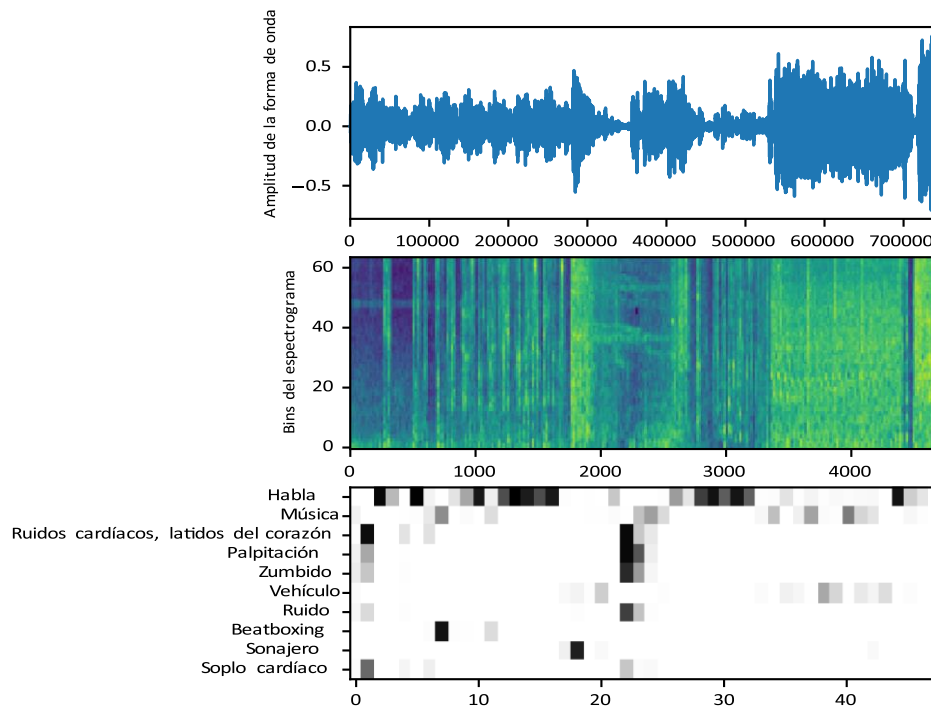 Amplitud de la forma de onda
0.5
0.0
−0.5
0 100000 200000 300000 400000 500000 600000 700000
Bins del espectrograma
60
40
20
0
0 1000 2000 3000 4000
Habla
Música
Ruidos cardíacos, latidos del corazón
Palpitación
Zumbido
Vehículo
Ruido
Beatboxing
Sonajero
Soplo cardíaco
0 10 20 30 40